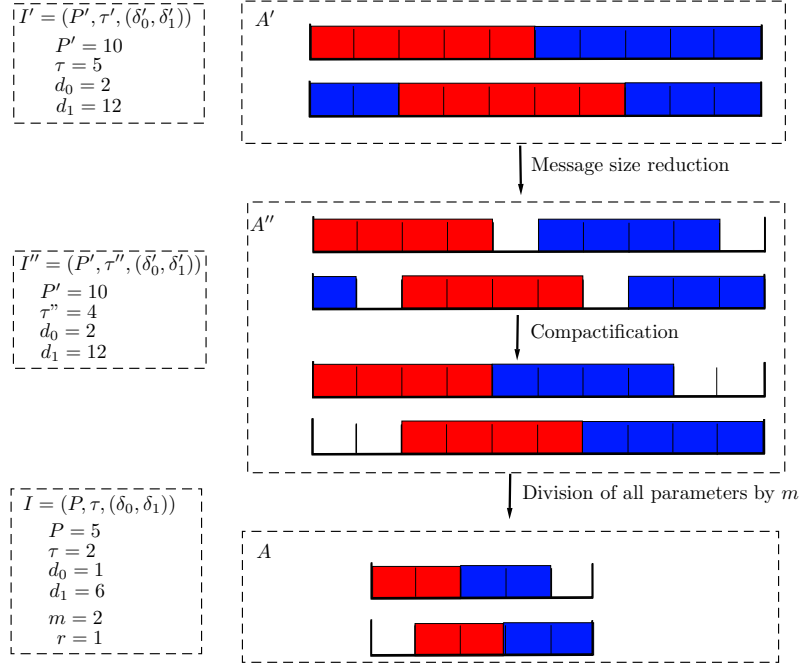 I′ = (P′, τ′, (δ′₀, δ′₁))
P′ = 10
τ = 5
d₀ = 2
d₁ = 12
A′
Message size reduction
A″
I″ = (P′, τ″, (δ′₀, δ′₁))
P′ = 10
τ” = 4
d₀ = 2
d₁ = 12
Compactification
Division of all parameters by m
I = (P, τ, (δ₀, δ₁))
P = 5
τ = 2
d₀ = 1
d₁ = 6
m = 2
r = 1
A